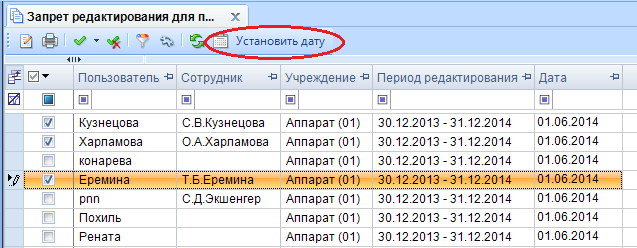 Запрет редактирования для п...
Установить дату
Пользователь Сотрудник Учреждение Период редактирования Дата
Кузнецова С.В.Кузнецова Аппарат (01) 30.12.2013 - 31.12.2014 01.06.2014
Харламова О.А.Харламова Аппарат (01) 30.12.2013 - 31.12.2014 01.06.2014
конарева Аппарат (01) 30.12.2013 - 31.12.2014 01.06.2014
Еремина Т.Б.Еремина Аппарат (01) 30.12.2013 - 31.12.2014 01.06.2014
pnn С.Д.Экшенгер Аппарат (01) 30.12.2013 - 31.12.2014 01.06.2014
Похиль Аппарат (01) 30.12.2013 - 31.12.2014 01.06.2014
Рената Аппарат (01) 30.12.2013 - 31.12.2014 01.06.2014